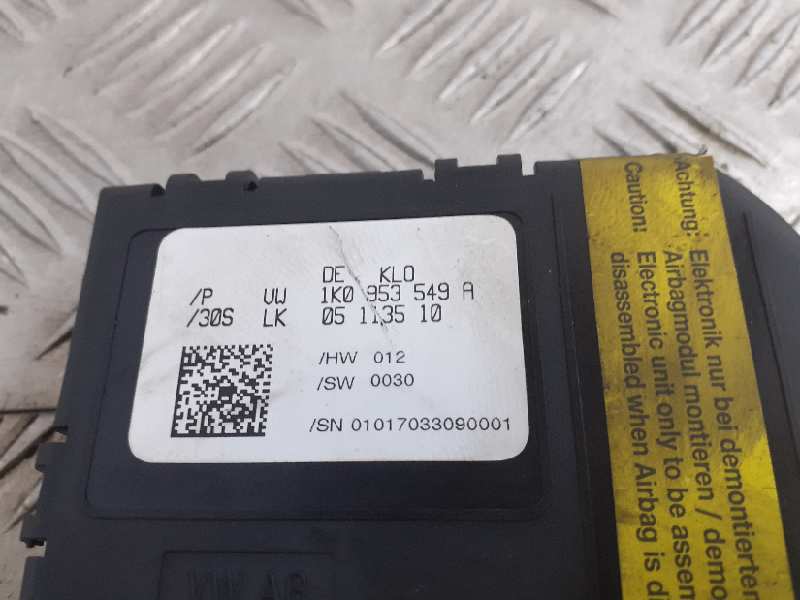 DE KLO
/P VW 1K0 953 549 A
/30S LK 05 1135 10
/HW 012
/SW 0030
/SN 01017033090001
Achtung: Elektronik nur bei demontierten
Airbagmodul montieren / demo
Caution: Electronic unit only to be assem
disassembled when Airbag is di